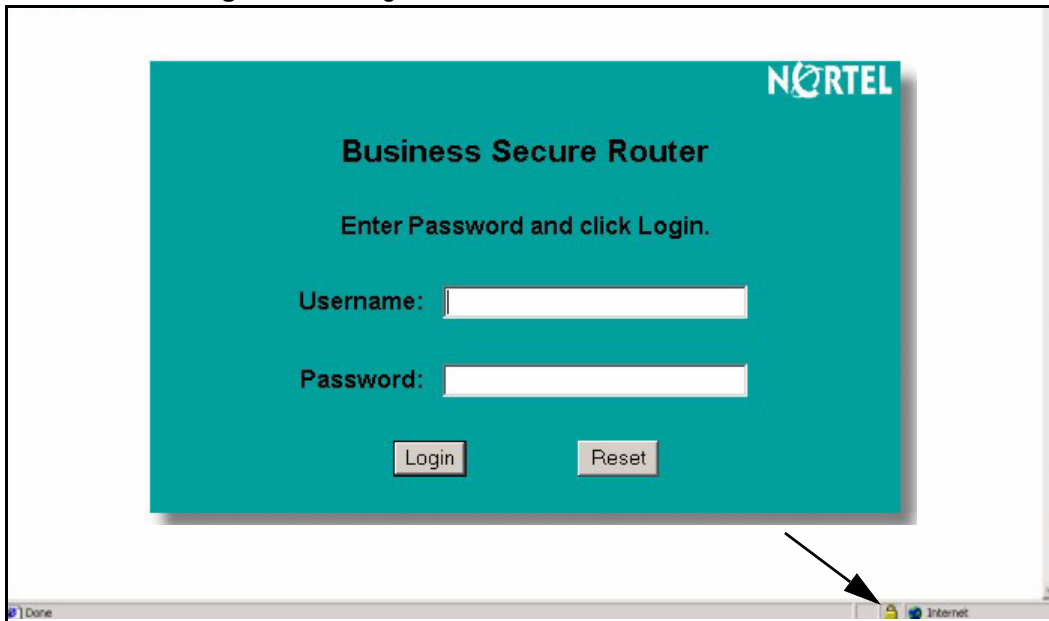 NORTEL
Business Secure Router
Enter Password and click Login.
Username:
Password:
Login Reset
Done Internet